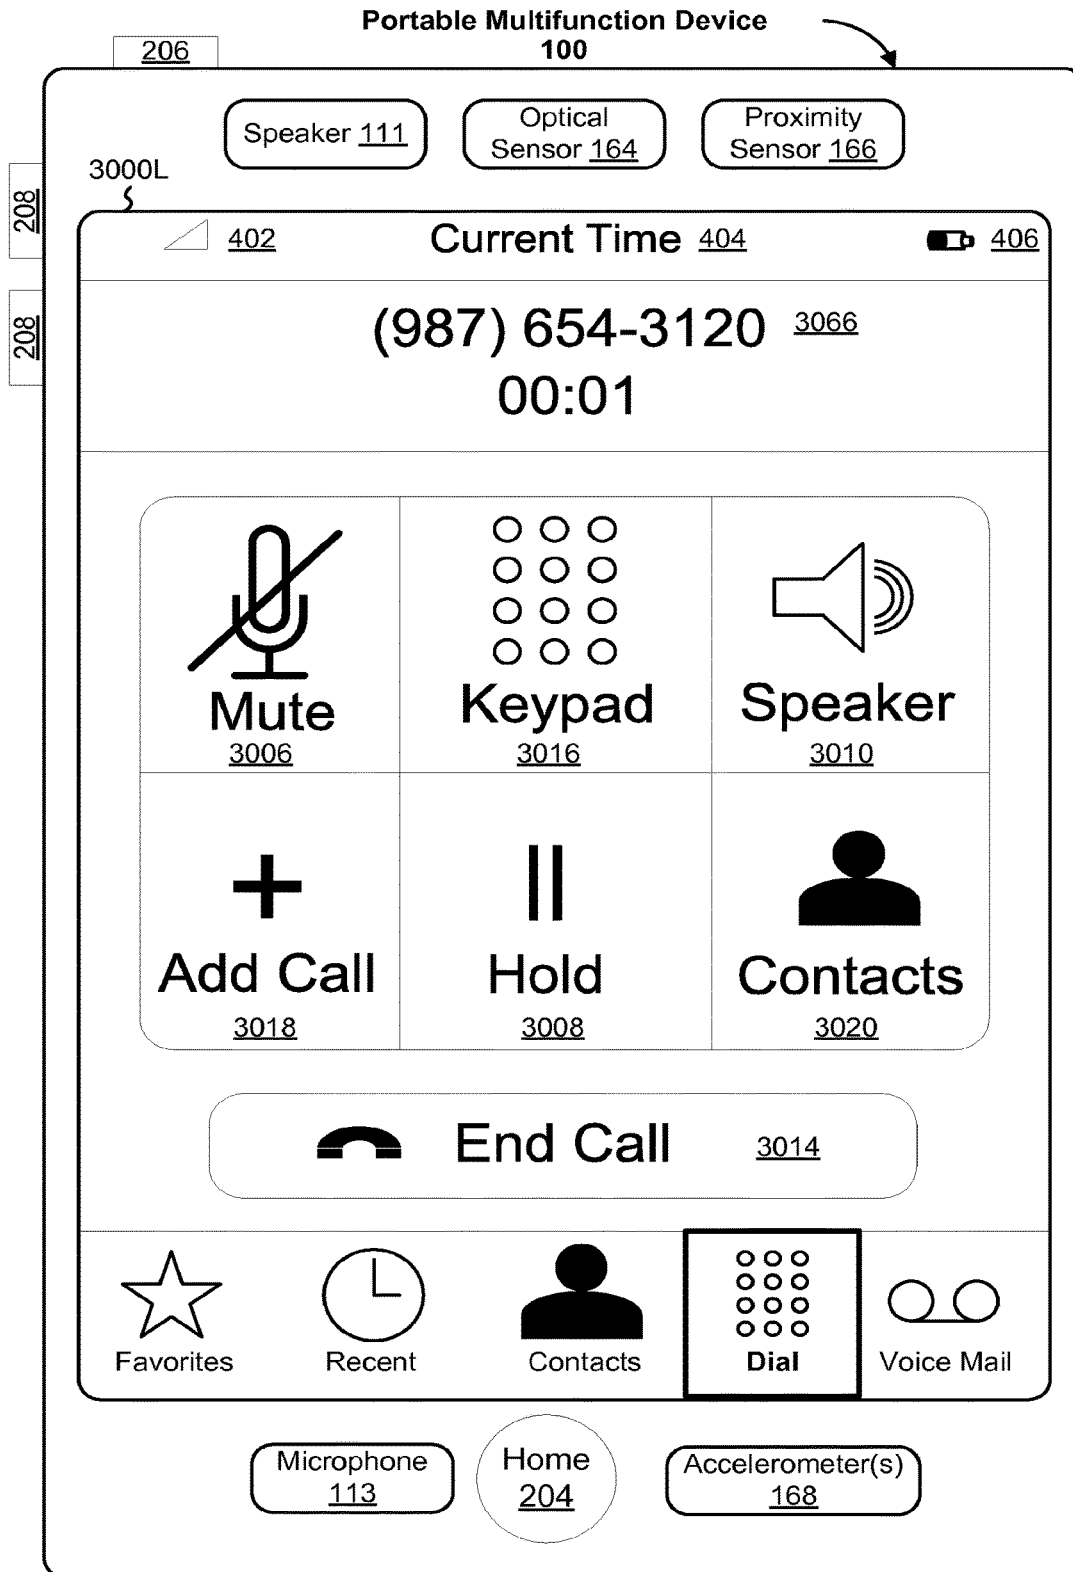 Portable Multifunction Device
100
206
Speaker 111
Optical
Sensor 164
Proximity
Sensor 166
3000L
208
208
402
Current Time 404
406
(987) 654-3120 3066
00:01
Mute
3006
Keypad
3016
Speaker
3010
Add Call
3018
Hold
3008
Contacts
3020
End Call 3014
Favorites
Recent
Contacts
Dial
Voice Mail
Microphone
113
Home
204
Accelerometer(s)
168